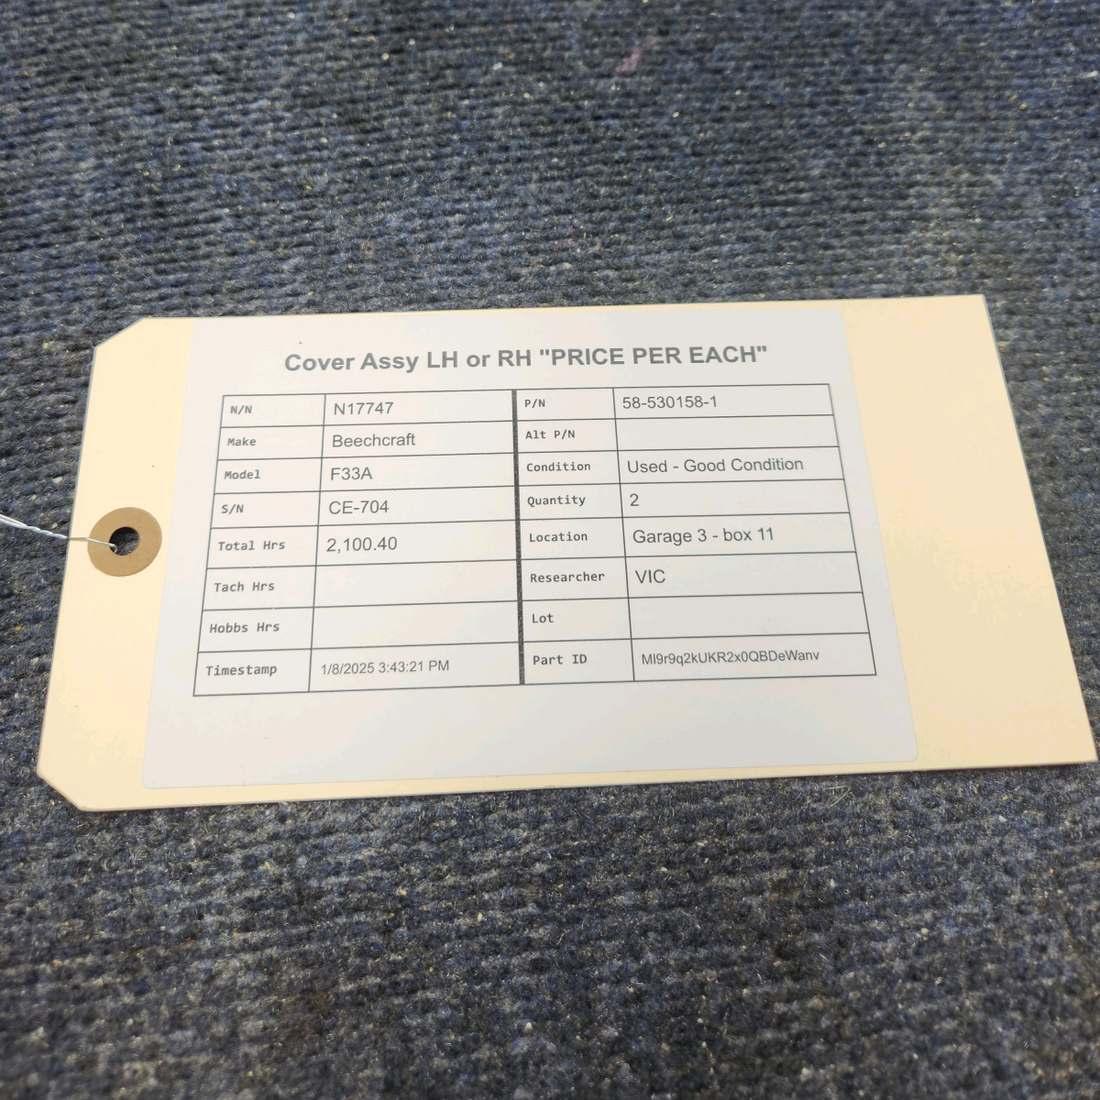 Cover Assy LH or RH "PRICE PER EACH"
N/N N17747 P/N 58-530158-1
Make Beechcraft Alt P/N
Model F33A Condition Used - Good Condition
S/N CE-704 Quantity 2
Total Hrs 2,100.40 Location Garage 3 - box 11
Tach Hrs Researcher VIC
Hobbs Hrs Lot
Timestamp 1/8/2025 3:43:21 PM Part ID MI9r9q2kUKR2x0QBDeWanv